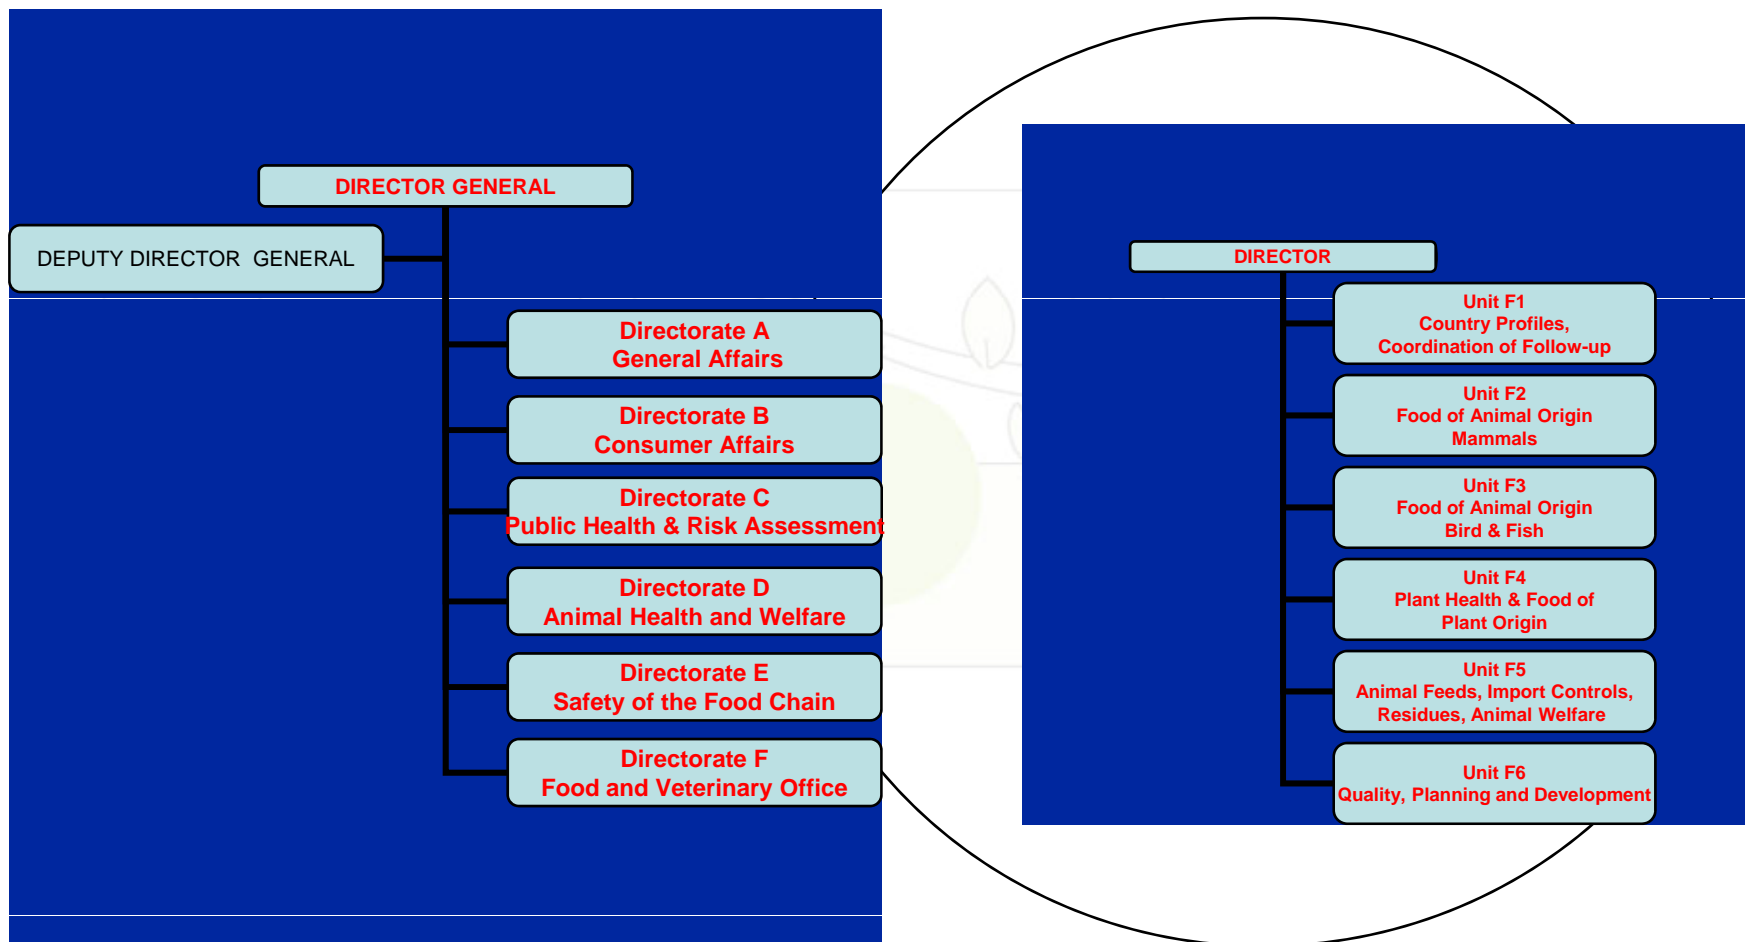 DIRECTOR GENERAL
DEPUTY DIRECTOR  GENERAL
Directorate A
General Affairs
Directorate B
Consumer Affairs
Directorate C
Public Health & Risk Assessment
Directorate D
Animal Health and Welfare
Directorate E
Safety of the Food Chain
Directorate F
Food and Veterinary Office
DIRECTOR
Unit F1
Country Profiles,
Coordination of Follow-up
Unit F2
Food of Animal Origin
Mammals
Unit F3
Food of Animal Origin
Bird & Fish
Unit F4
Plant Health & Food of
Plant Origin
Unit F5
Animal Feeds, Import Controls,
Residues, Animal Welfare
Unit F6
Quality, Planning and Development